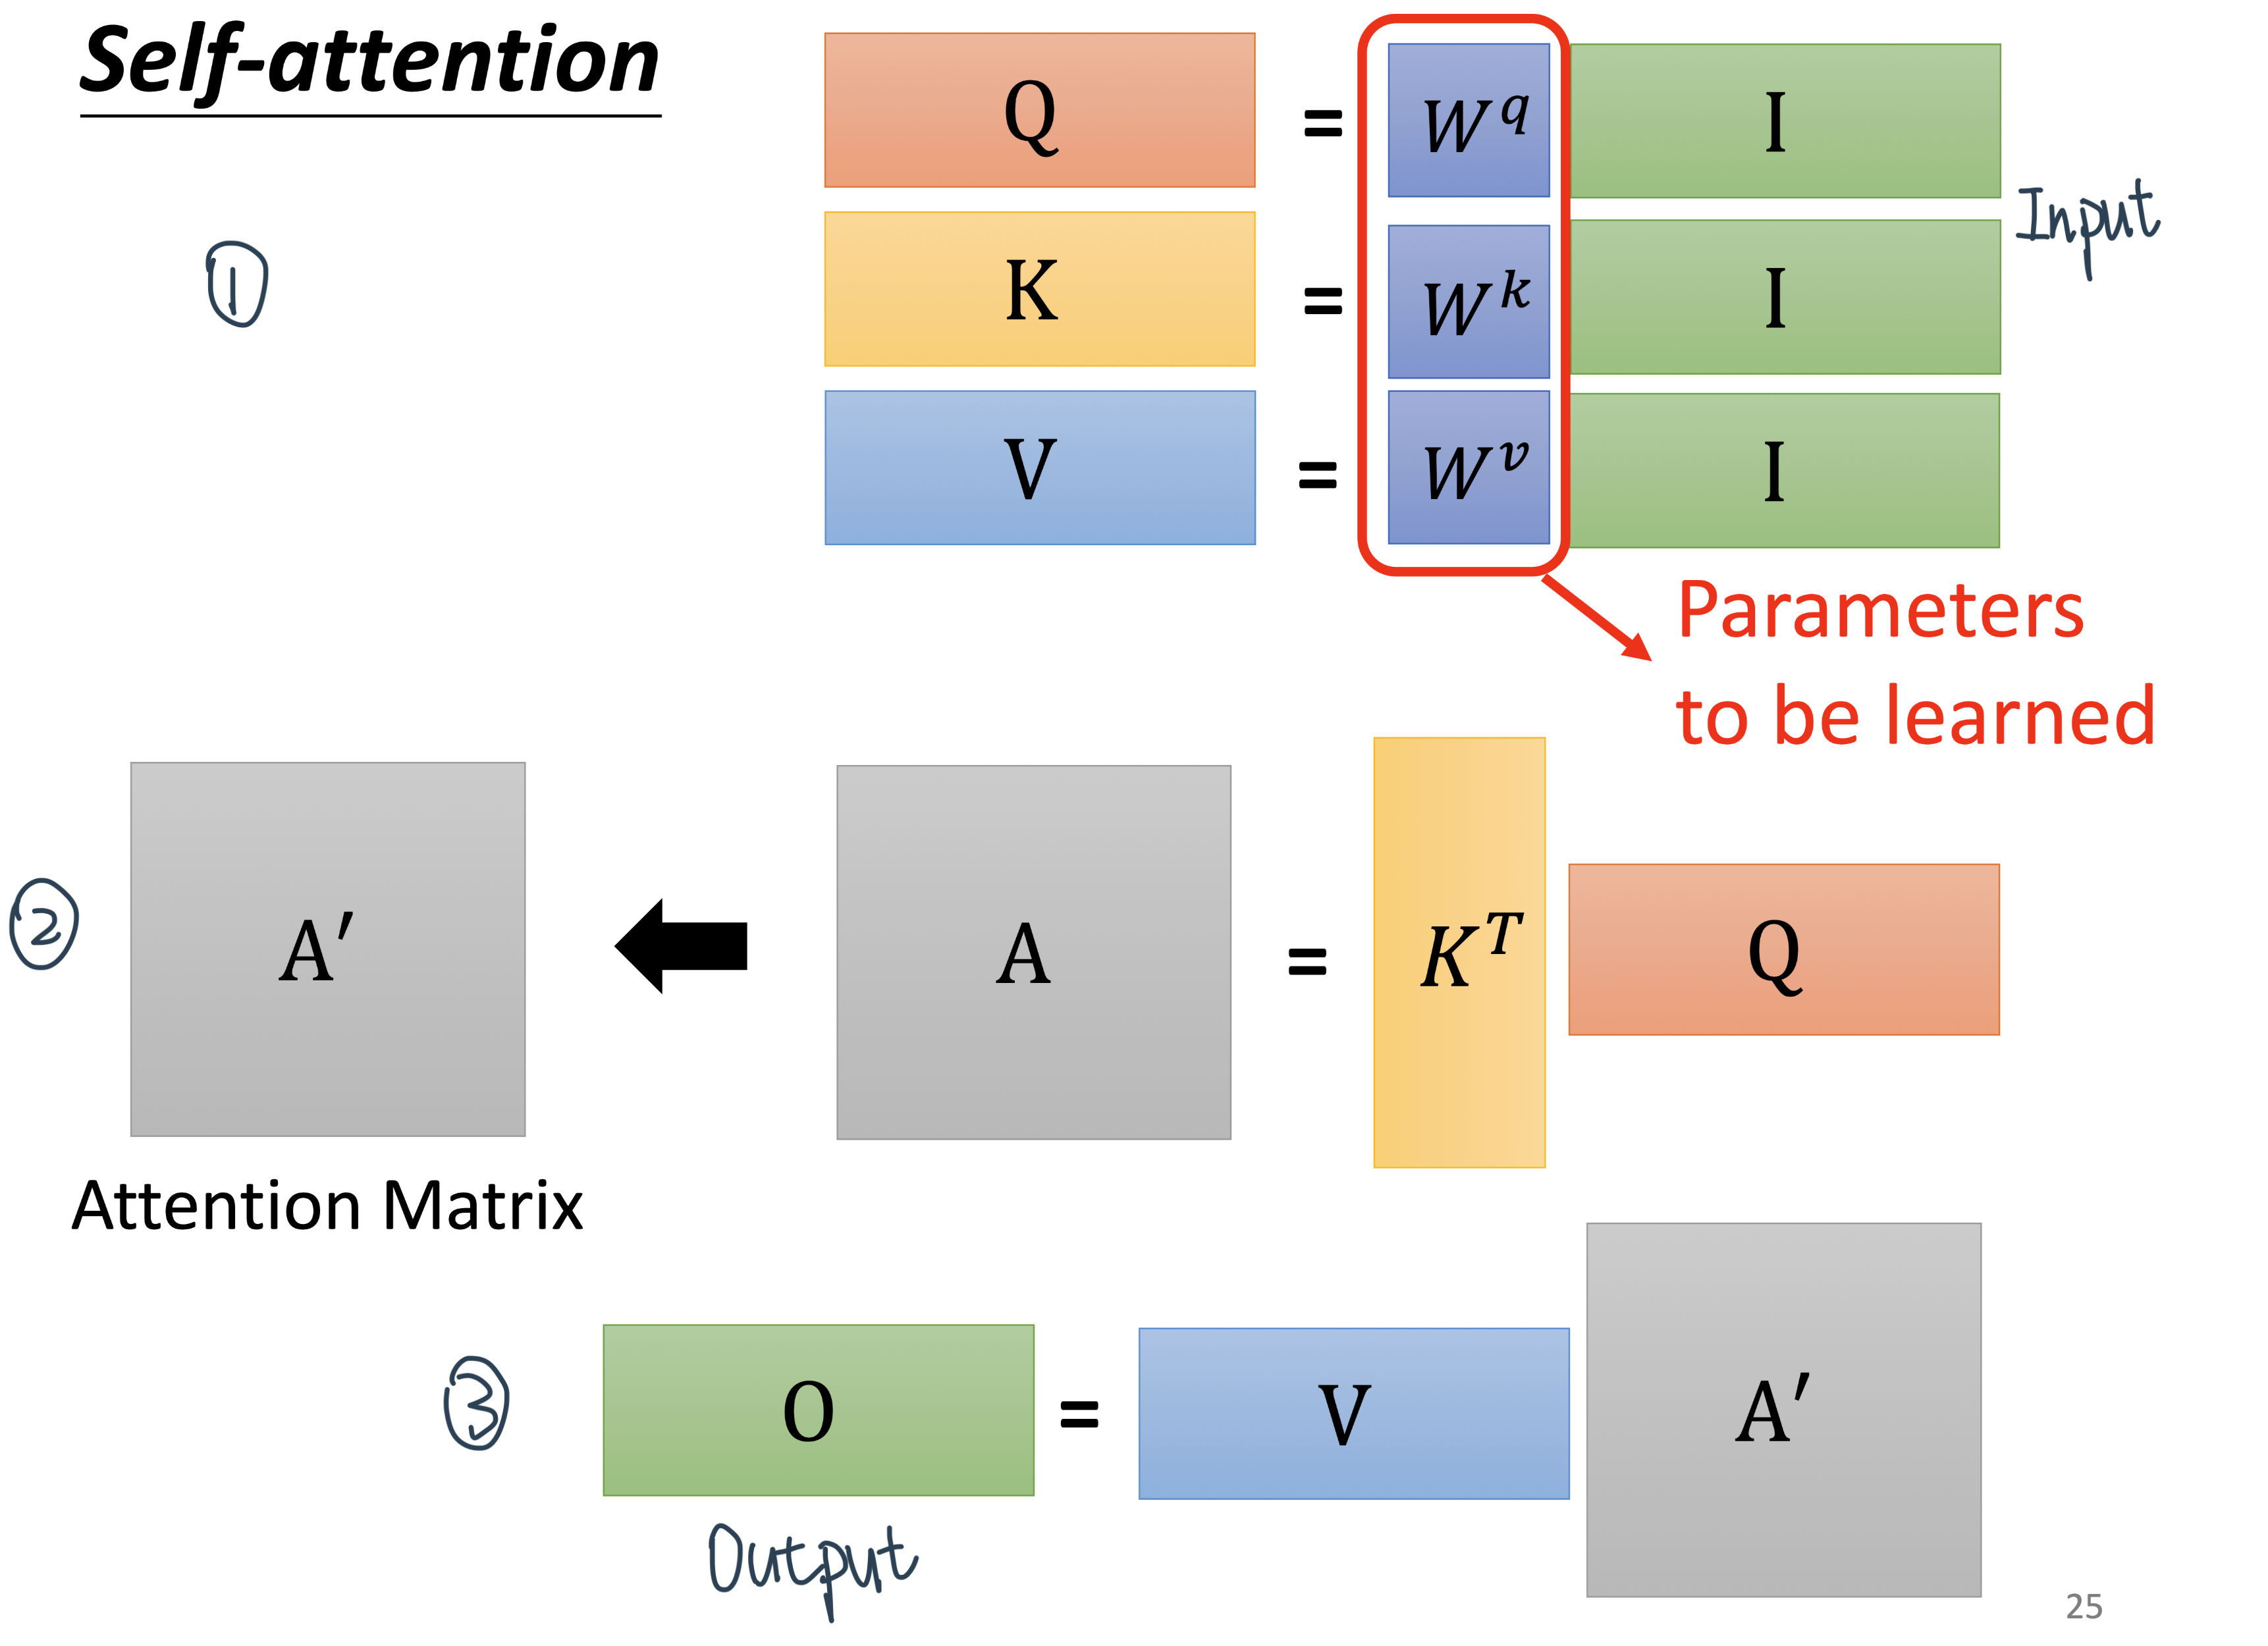 Self-attention
Q = W^q I
Input
① K = W^k I
V = W^v I
Parameters
to be learned
② A′ A = K^T Q
Attention Matrix
③ O = V A′
Output
25